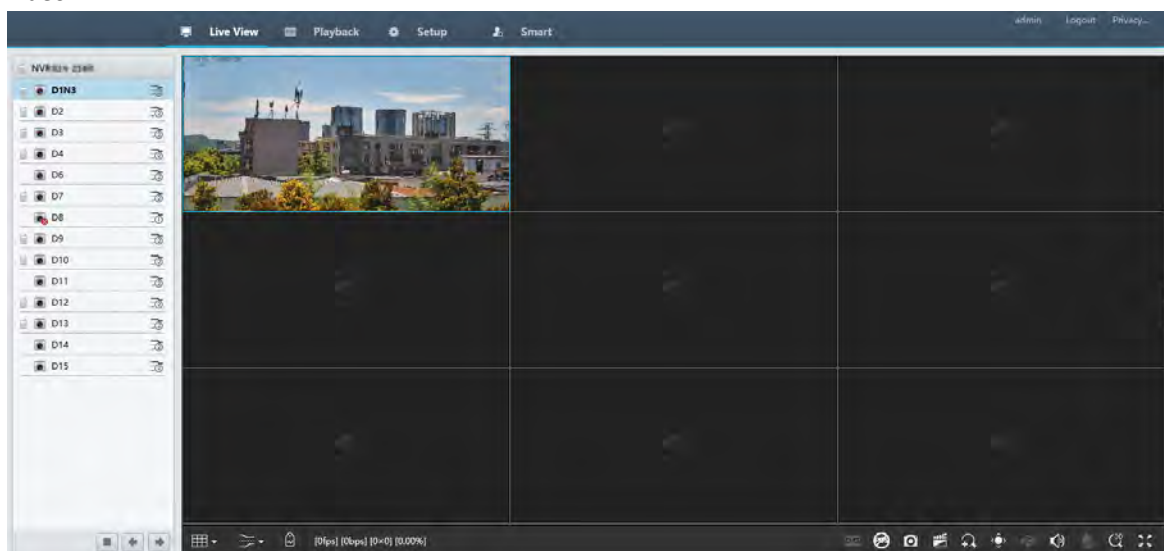 admin Logout Privacy...
Live View Playback Setup Smart
D1N3
D2
D3
D4
D6
D7
D8
D9
D10
D11
D12
D13
D14
D15
[0fps] [0bps] [0×0] [0.00%]